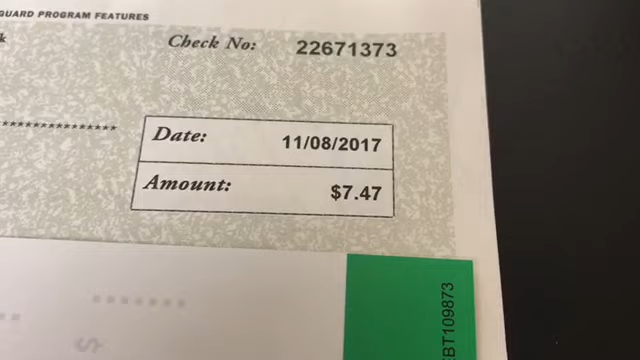 GUARD PROGRAM FEATURES
k
Check No: 22671373
***************
Date: 11/08/2017
Amount: $7.47
BT109873